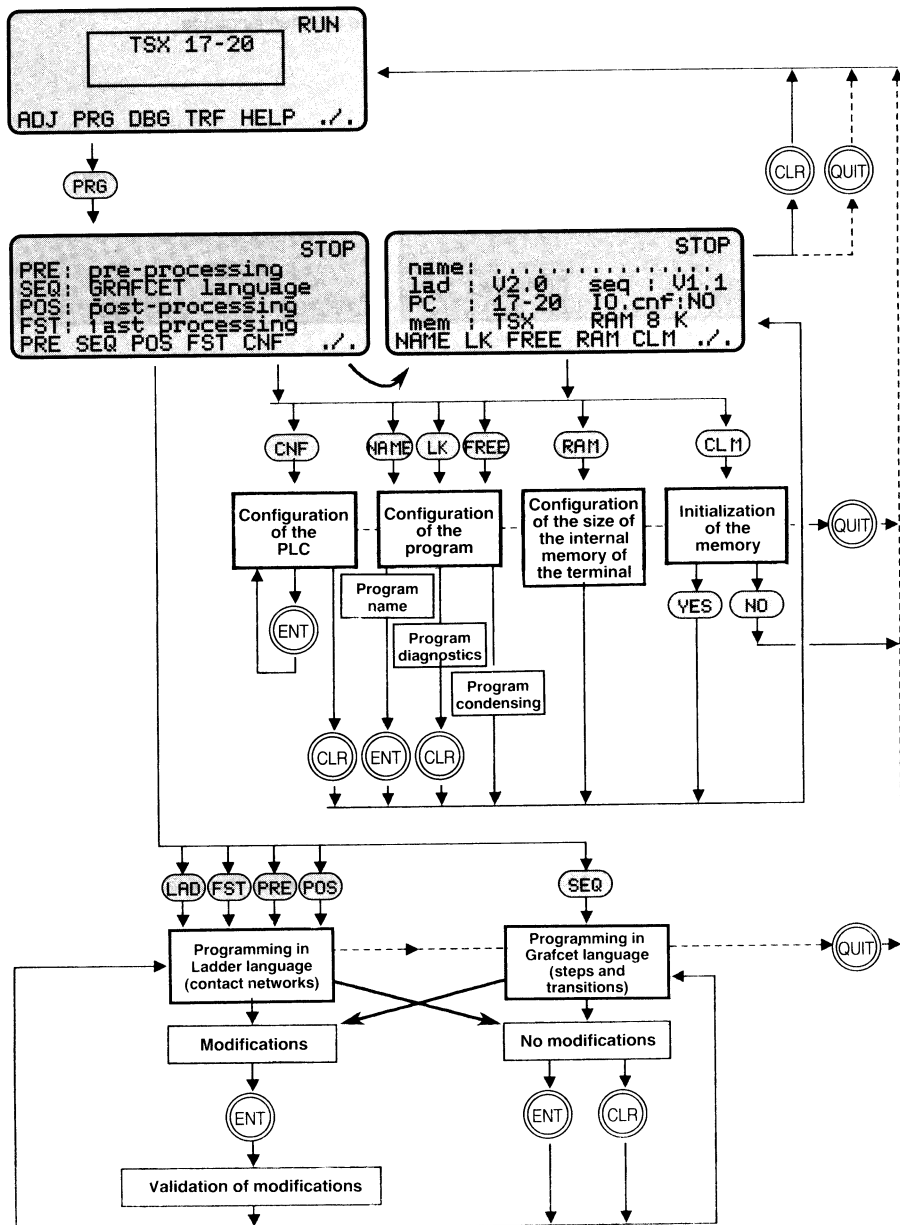 RUN
TSX 17-20
ADJ PRG DBG TRF HELP ./.
CLR
QUIT
PRG
STOP
PRE: pre-processing
SEQ: GRAFCET language
POS: post-processing
FST: last processing
PRE SEQ POS FST CNF ./.
STOP
name: ................
lad : V2.0 seq : V1.1
PC : 17-20 IO.cnf:NO
mem : TSX RAM 8 K
NAME LK FREE RAM CLM ./.
CNF
NAME
LK
FREE
RAM
CLM
Configuration
of the
PLC
Configuration
of the
program
Configuration
of the size of
the internal
memory of
the terminal
Initialization
of the
memory
QUIT
ENT
Program
name
YES
NO
Program
diagnostics
Program
condensing
CLR
ENT
CLR
LAD
FST
PRE
POS
SEQ
Programming in
Ladder language
(contact networks)
Programming in
Grafcet language
(steps and
transitions)
QUIT
Modifications
No modifications
ENT
ENT
CLR
Validation of modifications